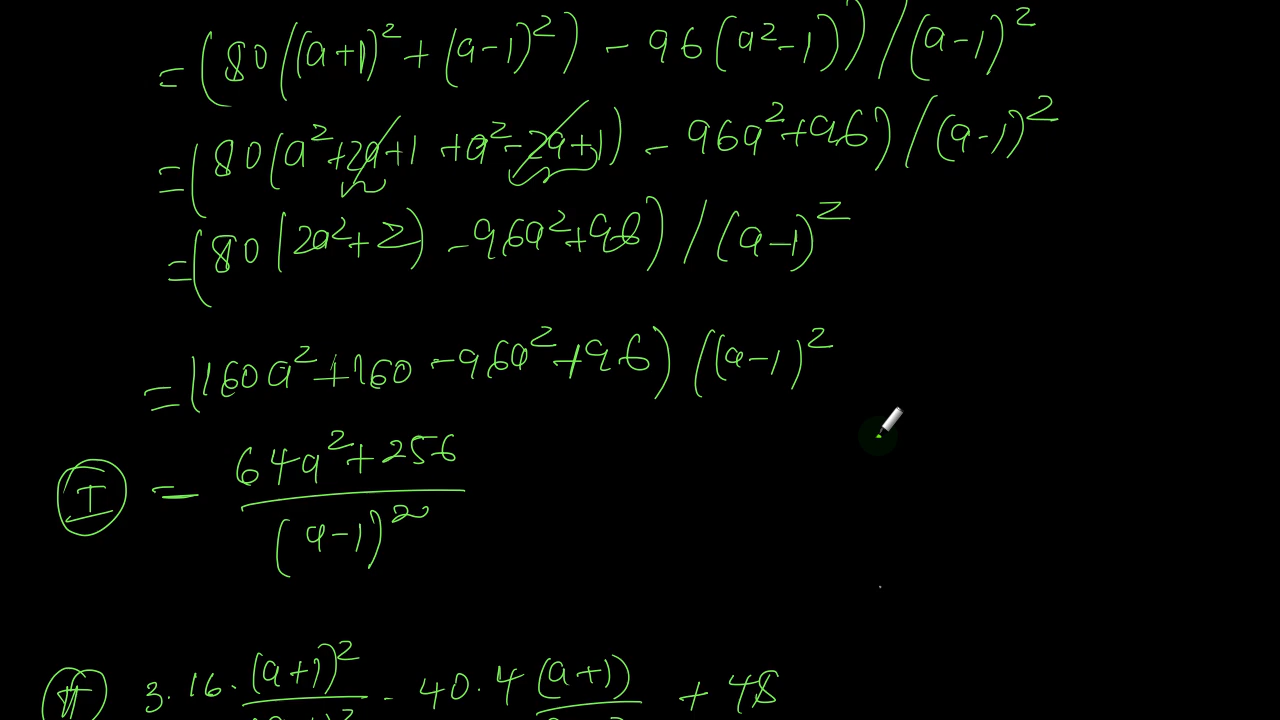 = (80((a+1)² + (a-1)²) - 96(a²-1)) / (a-1)²
= (80(a²+2a+1 + a²-2a+1) - 96a²+96) / (a-1)²
= (80(2a²+2) - 96a²+96) / (a-1)²
= (160a²+160 - 96a²+96) / (a-1)²
I = 64a²+256
(a-1)²
II 3.16. (a+1)² - 40.4 (a+1) + 48